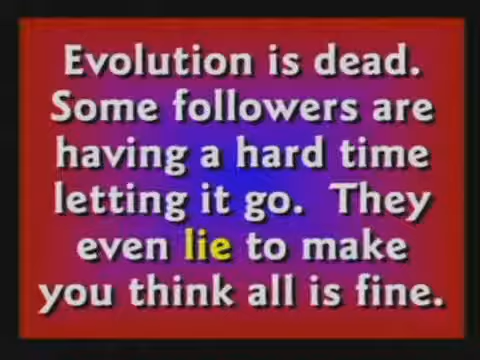 Evolution is dead.
Some followers are
having a hard time
letting it go.  They
even lie to make
you think all is fine.